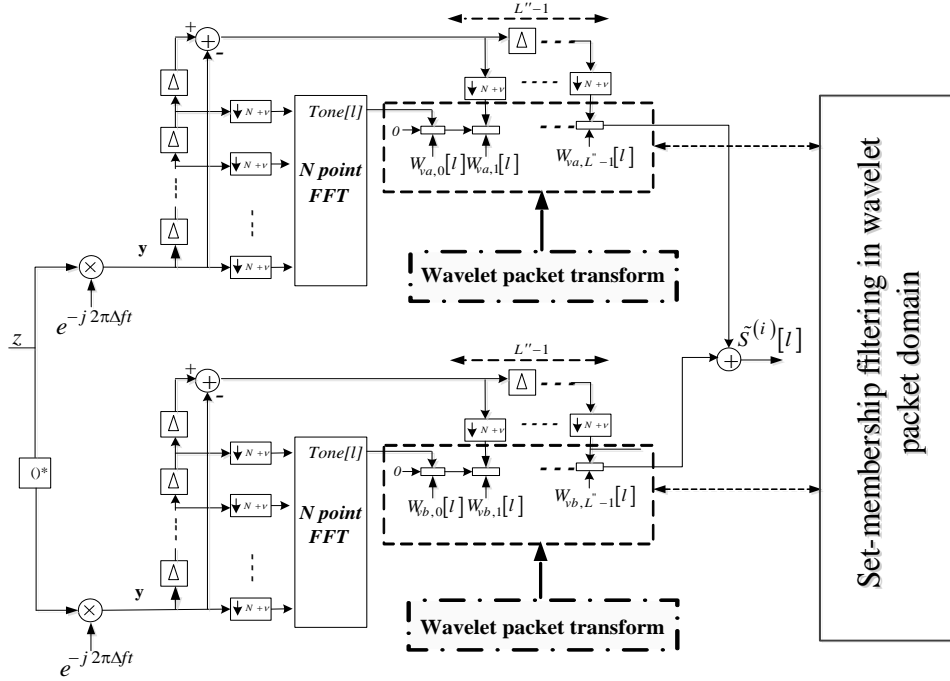 L''-1
+
-
Δ
Δ
↓ N+ν
↓ N+ν
Δ
↓ N+ν
Tone[l]
0
W_{va,0}[l] W_{va,1}[l]
W_{va,L''-1}[l]
Δ
↓ N+ν
N point
FFT
Δ
↓ N+ν
y
×
e^{-j2πΔft}
Wavelet packet transform
z
S̃^{(i)}[l]
+
Set-membership filtering in wavelet
packet domain
L''-1
+
-
Δ
Δ
↓ N+ν
↓ N+ν
Δ
↓ N+ν
Tone[l]
0
W_{vb,0}[l] W_{vb,1}[l]
W_{vb,L''-1}[l]
()*
Δ
↓ N+ν
N point
FFT
Δ
↓ N+ν
y
×
e^{-j2πΔft}
Wavelet packet transform